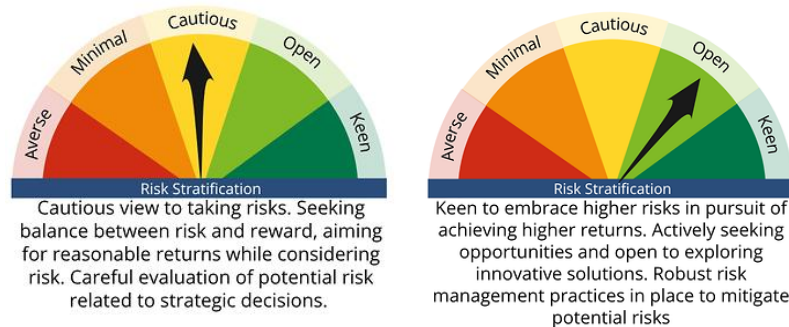 Averse
Minimal
Cautious
Open
Keen
Risk Stratification
Cautious view to taking risks. Seeking
balance between risk and reward, aiming
for reasonable returns while considering
risk. Careful evaluation of potential risk
related to strategic decisions.
Averse
Minimal
Cautious
Open
Keen
Risk Stratification
Keen to embrace higher risks in pursuit of
achieving higher returns. Actively seeking
opportunities and open to exploring
innovative solutions. Robust risk
management practices in place to mitigate
potential risks